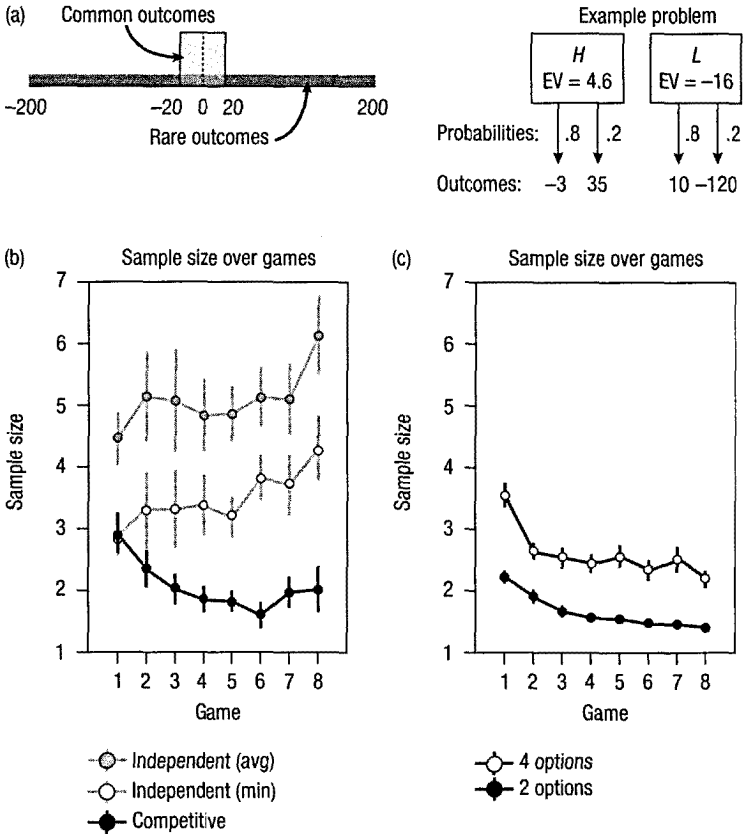 (a)
Common outcomes
–200 –20 0 20 200
Rare outcomes
Example problem
H L
EV = 4.6 EV = –16
Probabilities: .8 .2 .8 .2
Outcomes: –3 35 10 –120
(b) Sample size over games
7
6
5
4
3
2
1
Sample size
1 2 3 4 5 6 7 8
Game
Independent (avg)
Independent (min)
Competitive
(c) Sample size over games
7
6
5
4
3
2
1
Sample size
1 2 3 4 5 6 7 8
Game
4 options
2 options